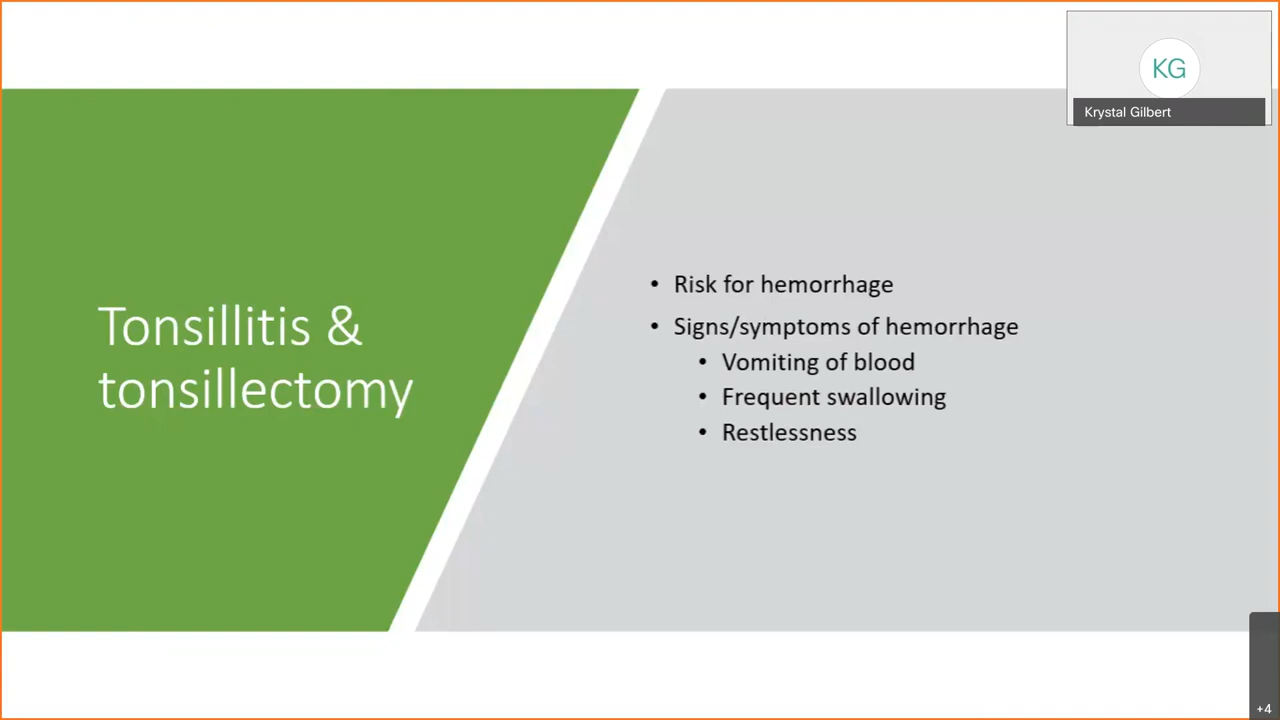 KG
Krystal Gilbert
Tonsillitis &
tonsillectomy
• Risk for hemorrhage
• Signs/symptoms of hemorrhage
• Vomiting of blood
• Frequent swallowing
• Restlessness
+4